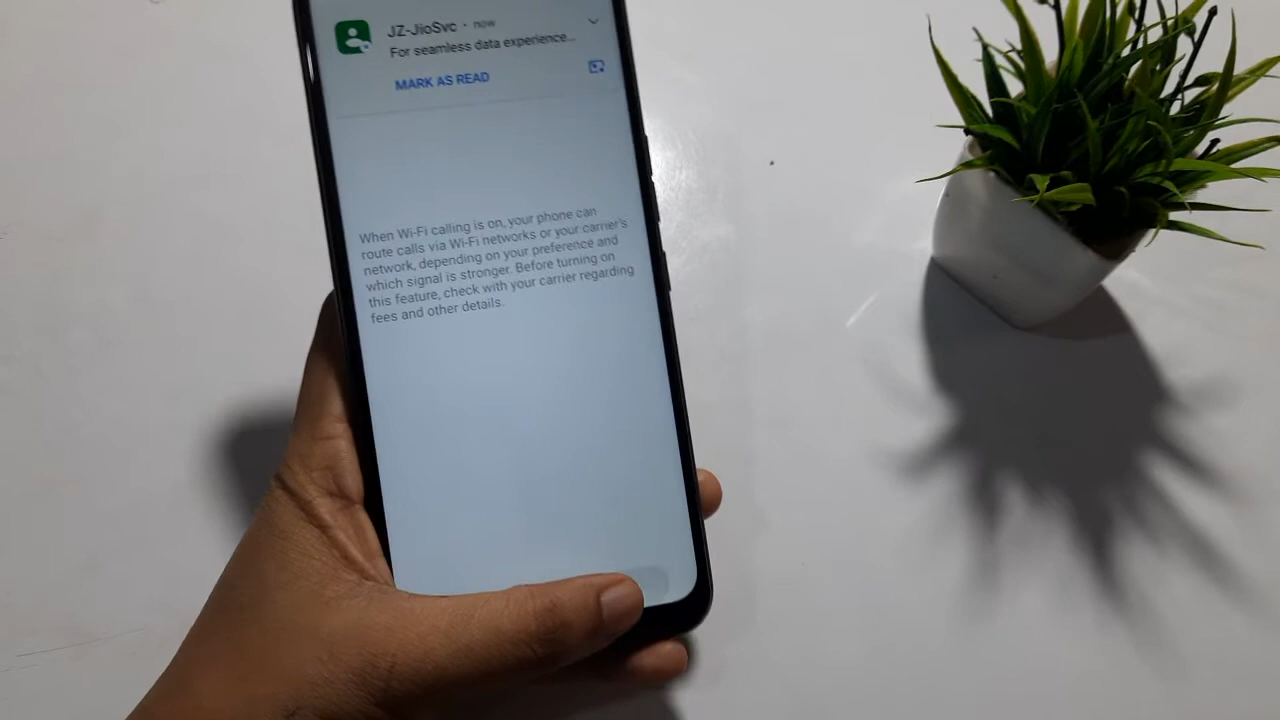 JZ-JioSvc · now
For seamless data experience...
MARK AS READ
When Wi-Fi calling is on, your phone can
route calls via Wi-Fi networks or your carrier's
network, depending on your preference and
which signal is stronger. Before turning on
this feature, check with your carrier regarding
fees and other details.